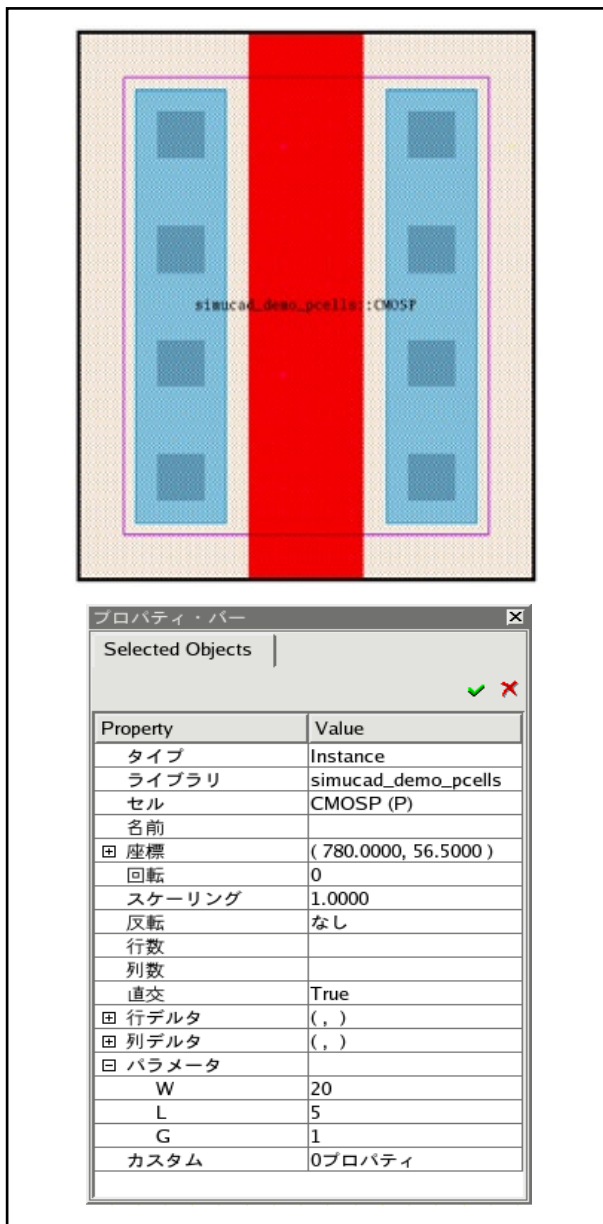 simucad_demo_pcells::CMOSP
プロパティ・バー
Selected Objects
Property Value
タイプ Instance
ライブラリ simucad_demo_pcells
セル CMOSP (P)
名前
座標 ( 780.0000, 56.5000 )
回転 0
スケーリング 1.0000
反転 なし
行数
列数
直交 True
行デルタ ( , )
列デルタ ( , )
パラメータ
W 20
L 5
G 1
カスタム 0プロパティ